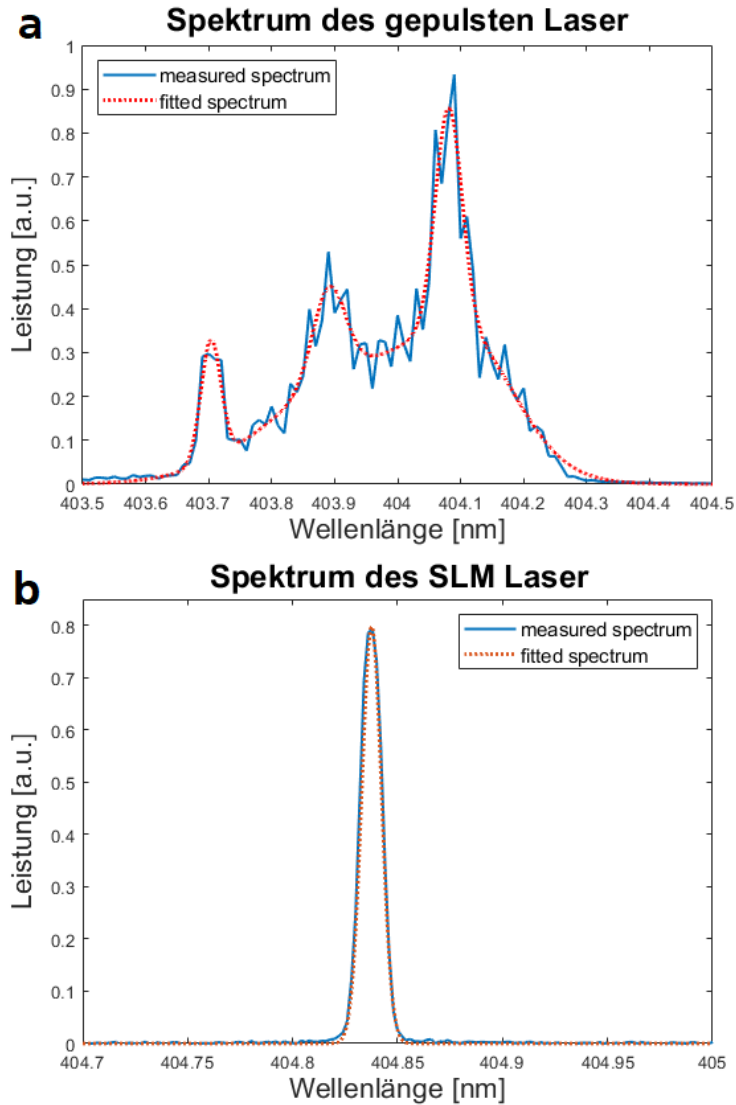 a
Spektrum des gepulsten Laser
measured spectrum
fitted spectrum
Leistung [a.u.]
1
0.9
0.8
0.7
0.6
0.5
0.4
0.3
0.2
0.1
0
403.5 403.6 403.7 403.8 403.9 404 404.1 404.2 404.3 404.4 404.5
Wellenlänge [nm]
b
Spektrum des SLM Laser
measured spectrum
fitted spectrum
Leistung [a.u.]
0.8
0.7
0.6
0.5
0.4
0.3
0.2
0.1
0
404.7 404.75 404.8 404.85 404.9 404.95 405
Wellenlänge [nm]